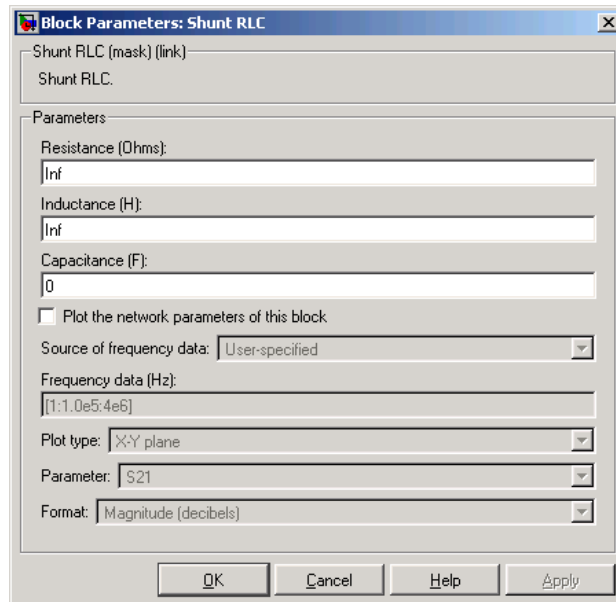 Block Parameters: Shunt RLC
Shunt RLC (mask) (link)
Shunt RLC.
Parameters
Resistance (Ohms):
Inf
Inductance (H):
Inf
Capacitance (F):
0
Plot the network parameters of this block
Source of frequency data: User-specified
Frequency data (Hz):
[1:1.0e5:4e6]
Plot type: X-Y plane
Parameter: S21
Format: Magnitude (decibels)
OK Cancel Help Apply